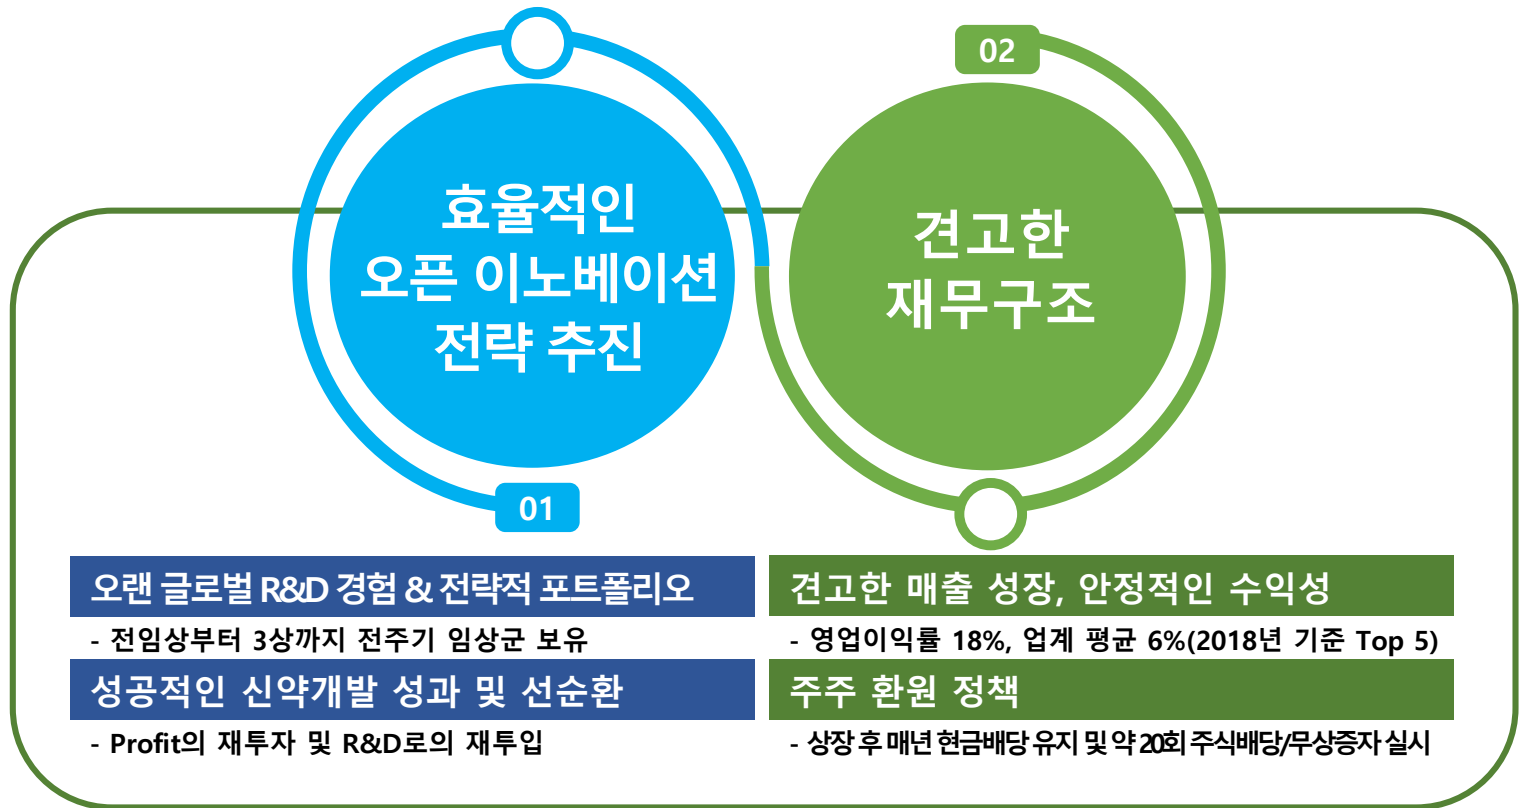 효율적인
오픈 이노베이션
전략 추진
01
02
견고한
재무구조
오랜 글로벌 R&D 경험 & 전략적 포트폴리오
- 전임상부터 3상까지 전주기 임상군 보유
성공적인 신약개발 성과 및 선순환
- Profit의 재투자 및 R&D로의 재투입
견고한 매출 성장, 안정적인 수익성
- 영업이익률 18%, 업계 평균 6%(2018년 기준 Top 5)
주주 환원 정책
- 상장 후 매년 현금배당 유지 및 약 20회 주식배당/무상증자 실시